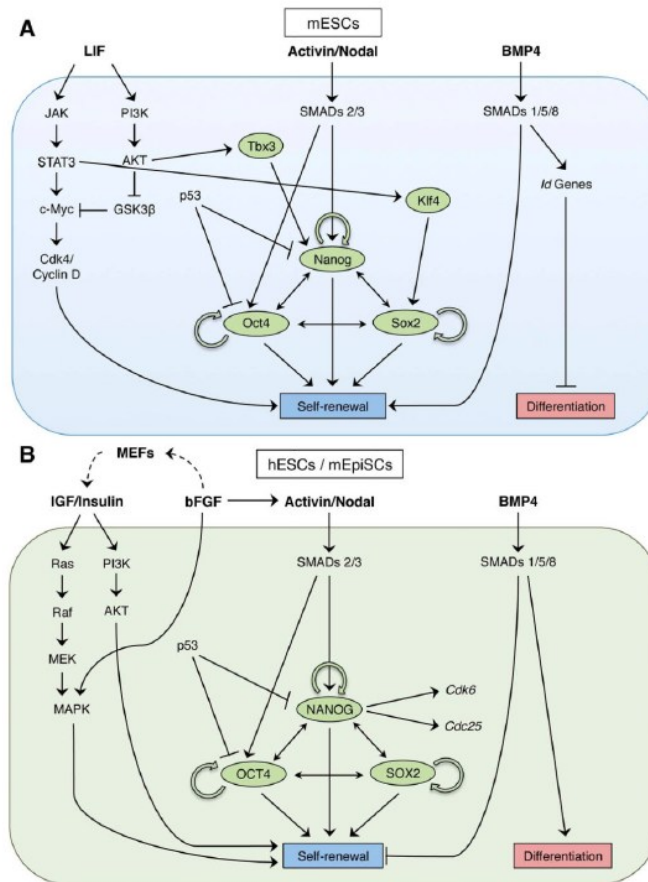 A
mESCs
LIF
Activin/Nodal
BMP4
JAK
PI3K
SMADs 2/3
SMADs 1/5/8
STAT3
AKT
Tbx3
Id Genes
p53
Klf4
c-Myc
GSK3β
Cdk4/
Cyclin D
Nanog
Oct4
Sox2
Self-renewal
Differentiation
B
MEFs
hESCs / mEpiSCs
IGF/Insulin
bFGF
Activin/Nodal
BMP4
Ras
PI3K
SMADs 2/3
SMADs 1/5/8
Raf
AKT
p53
MEK
MAPK
NANOG
Cdk6
Cdc25
OCT4
SOX2
Self-renewal
Differentiation